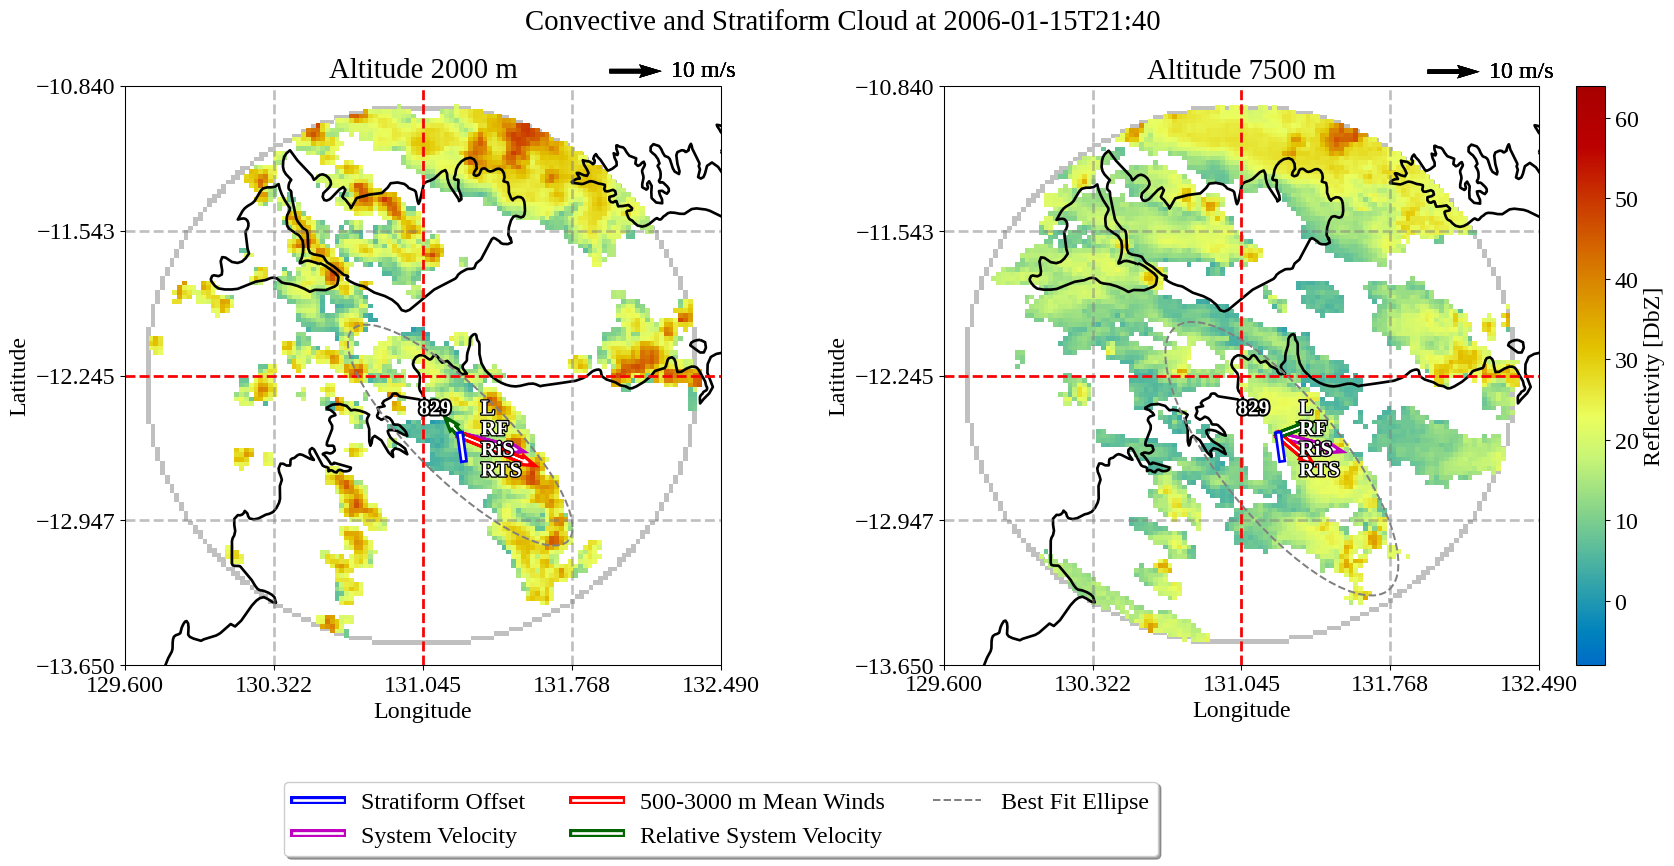 Convective and Stratiform Cloud at 2006-01-15T21:40
Altitude 2000 m
10 m/s
Altitude 7500 m
10 m/s
−10.840
−11.543
−12.245
−12.947
−13.650
Latitude
829
L
RF
RiS
RTS
129.600
130.322
131.045
131.768
132.490
Longitude
−10.840
−11.543
−12.245
−12.947
−13.650
Latitude
829
L
RF
RiS
RTS
129.600
130.322
131.045
131.768
132.490
Longitude
60
50
40
30
20
10
0
Reflectivity [DbZ]
Stratiform Offset
System Velocity
500-3000 m Mean Winds
Relative System Velocity
Best Fit Ellipse